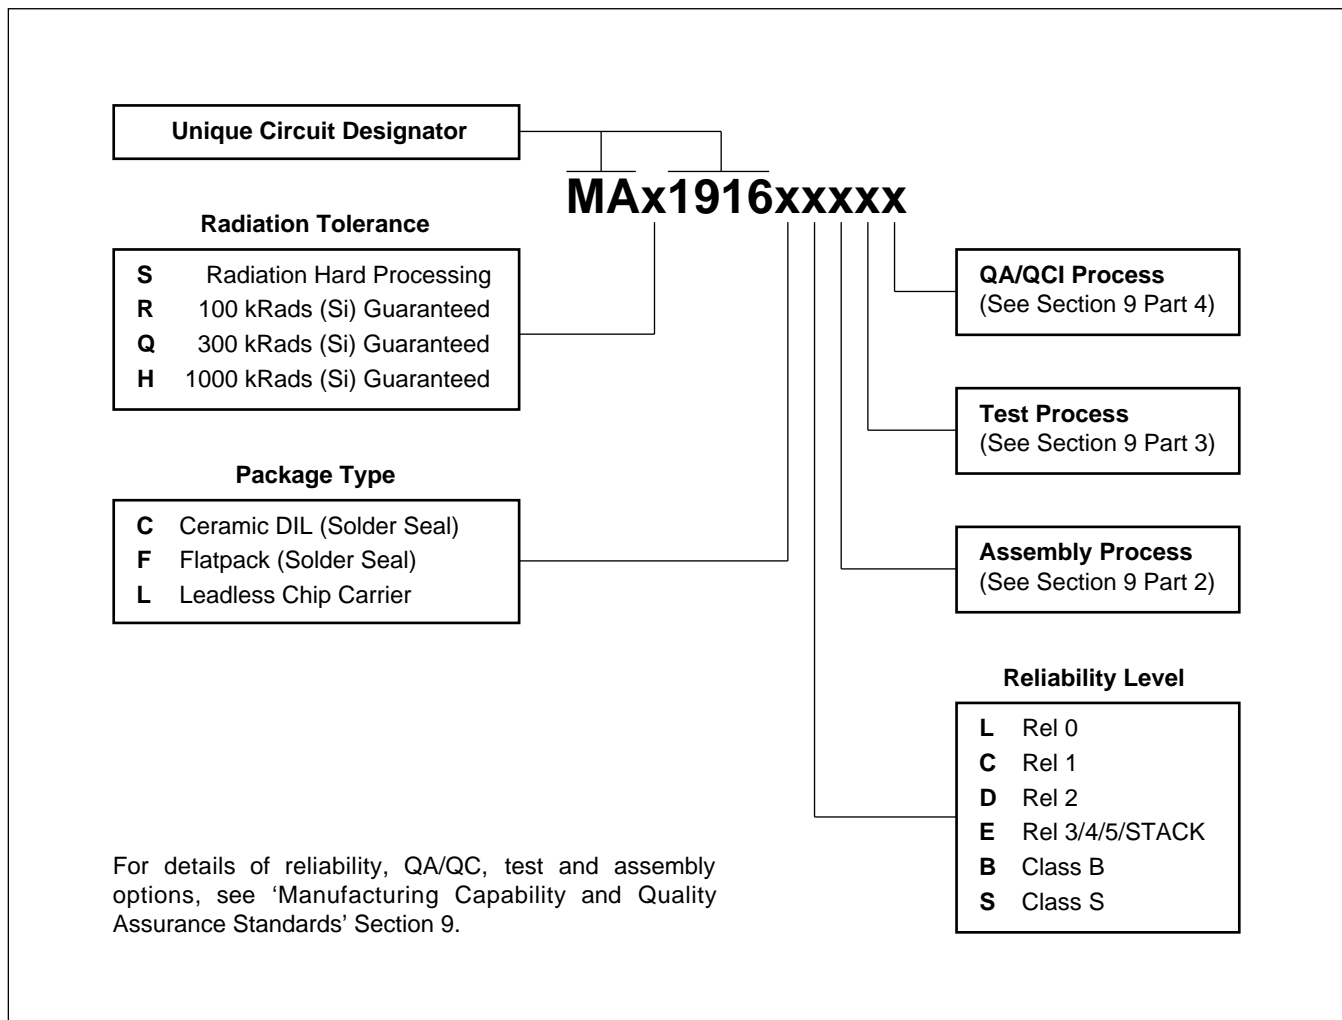 Unique Circuit Designator
MAx1916xxxxx
Radiation Tolerance
S Radiation Hard Processing
R 100 kRads (Si) Guaranteed
Q 300 kRads (Si) Guaranteed
H 1000 kRads (Si) Guaranteed
Package Type
C Ceramic DIL (Solder Seal)
F Flatpack (Solder Seal)
L Leadless Chip Carrier
QA/QCI Process
(See Section 9 Part 4)
Test Process
(See Section 9 Part 3)
Assembly Process
(See Section 9 Part 2)
Reliability Level
L Rel 0
C Rel 1
D Rel 2
E Rel 3/4/5/STACK
B Class B
S Class S
For details of reliability, QA/QC, test and assembly
options, see ‘Manufacturing Capability and Quality
Assurance Standards’ Section 9.